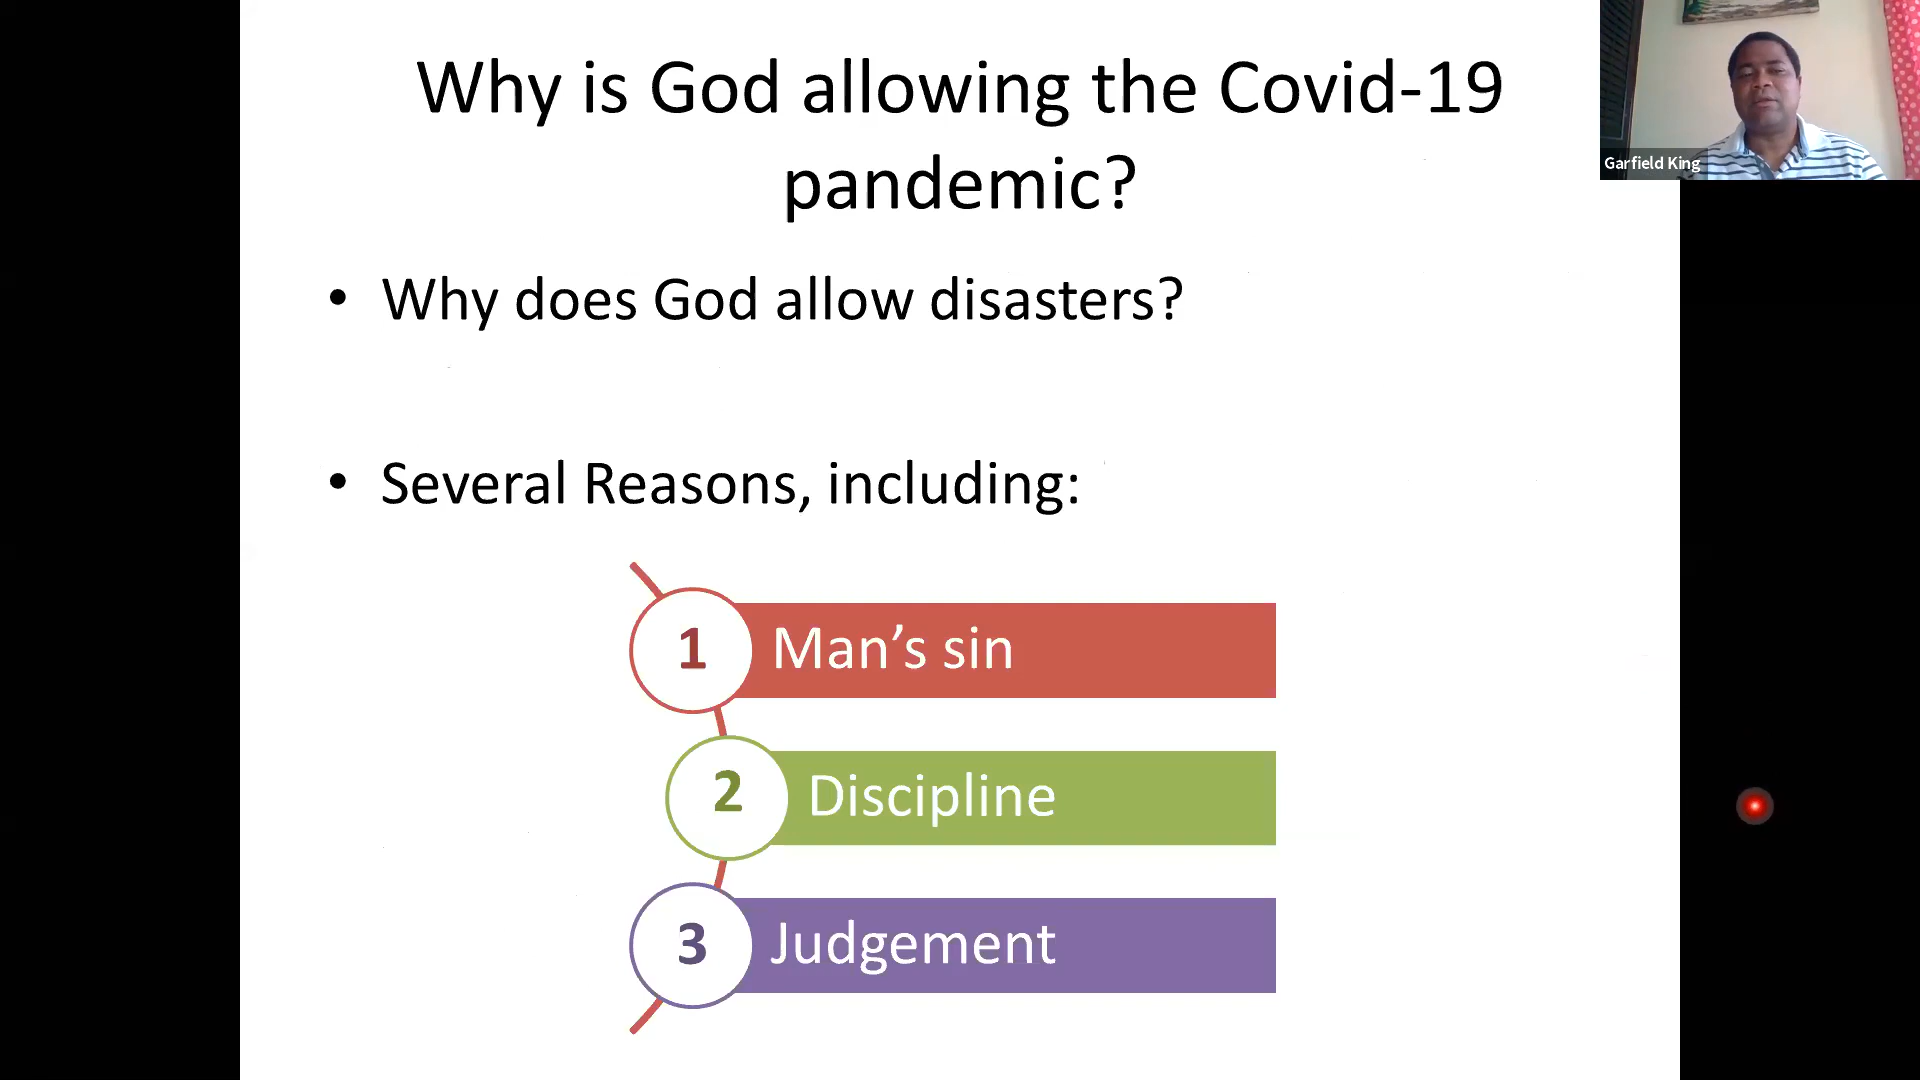 Why is God allowing the Covid-19
pandemic?
Garfield King
• Why does God allow disasters?
• Several Reasons, including:
1 Man’s sin
2 Discipline
3 Judgement